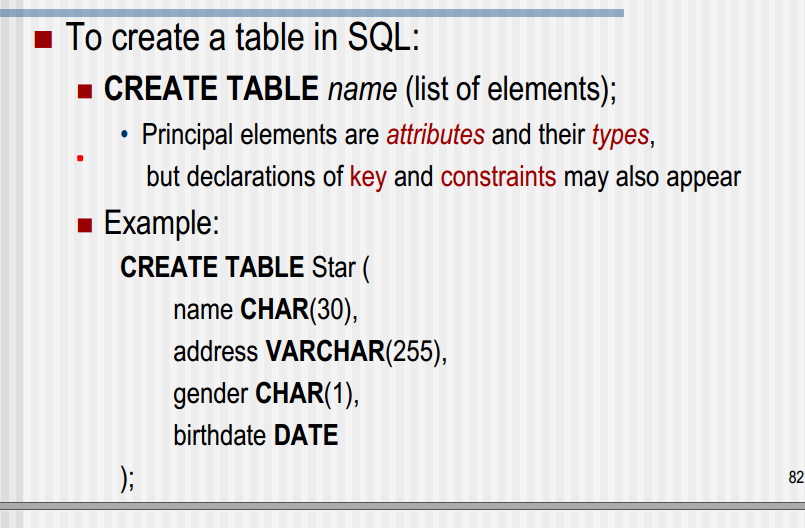 To create a table in SQL:
CREATE TABLE name (list of elements);
Principal elements are attributes and their types,
but declarations of key and constraints may also appear
Example:
CREATE TABLE Star (
name CHAR(30),
address VARCHAR(255),
gender CHAR(1),
birthdate DATE
);
82